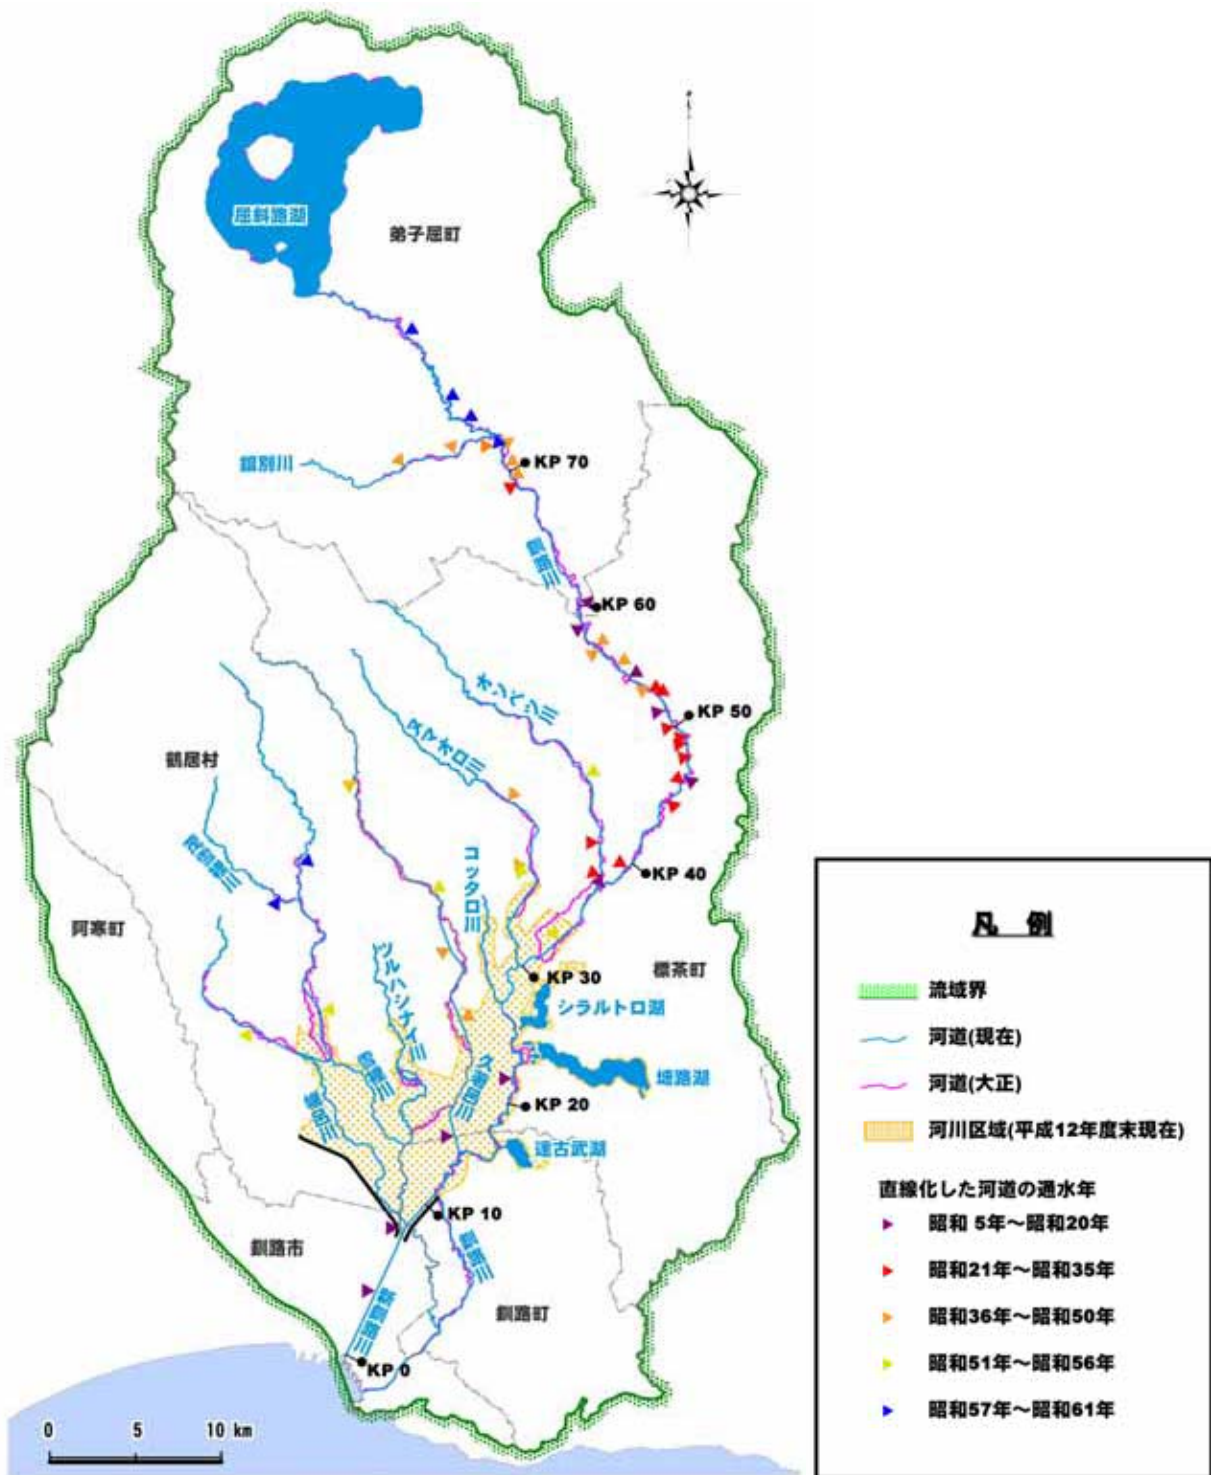 屈斜路湖
弟子屈町
鐺別川
KP 70
釧路川
KP 60
オソベツ川
KP 50
ヌマオロ川
鶴居村
コッタロ川
KP 40
阿寒町
ツルハシナイ川
KP 30
標茶町
シラルトロ湖
塘路湖
久著呂川
KP 20
雪裡川
達古武湖
KP 10
釧路市
釧路川
釧路町
新釧路川
KP 0
0 5 10 km
凡 例
流域界
河道(現在)
河道(大正)
河川区域(平成12年度末現在)
直線化した河道の通水年
昭和 5年～昭和20年
昭和21年～昭和35年
昭和36年～昭和50年
昭和51年～昭和56年
昭和57年～昭和61年